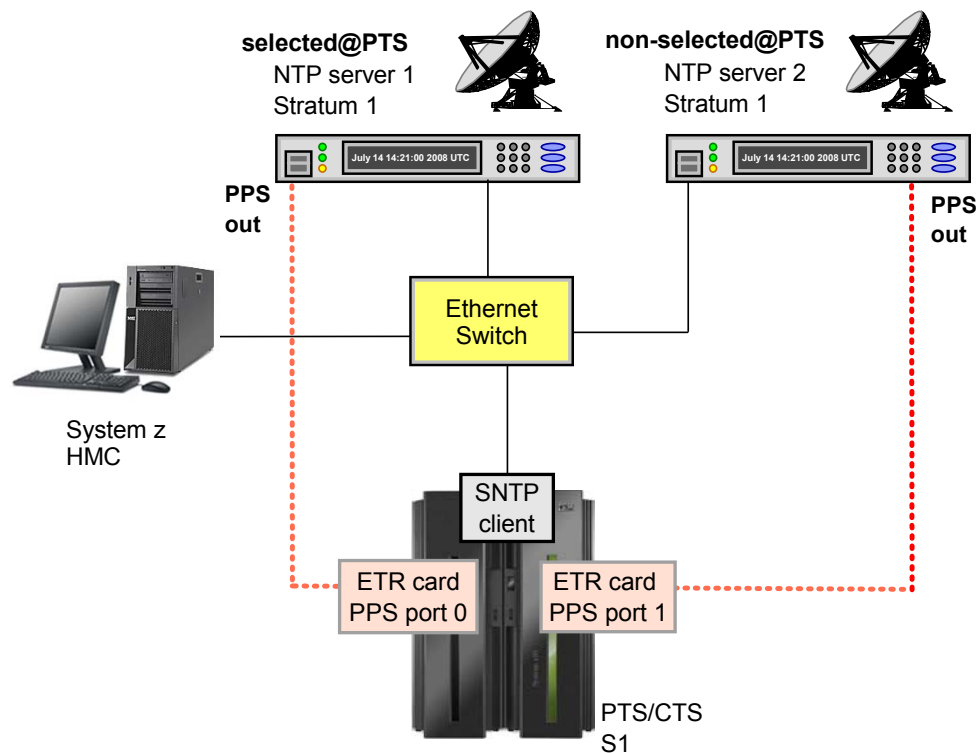 selected@PTS
NTP server 1
Stratum 1
non-selected@PTS
NTP server 2
Stratum 1
July 14 14:21:00 2008 UTC
July 14 14:21:00 2008 UTC
PPS
out
PPS
out
Ethernet
Switch
System z
HMC
SNTP
client
ETR card
PPS port 0
ETR card
PPS port 1
PTS/CTS
S1